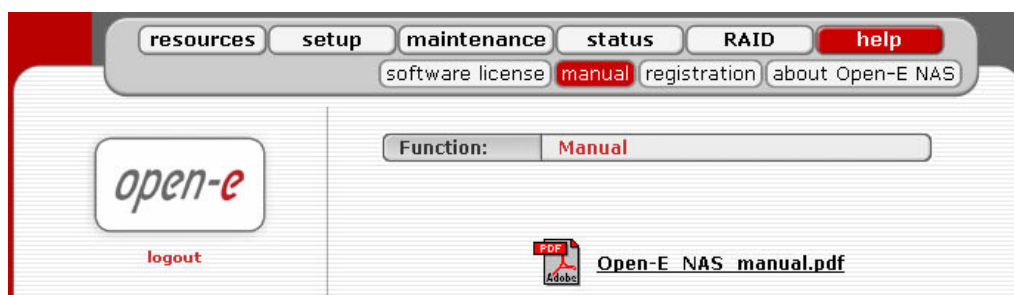 resources setup maintenance status RAID help
software license manual registration about Open-E NAS
Function: Manual
open-e
logout
PDF
Adobe
Open-E NAS manual.pdf